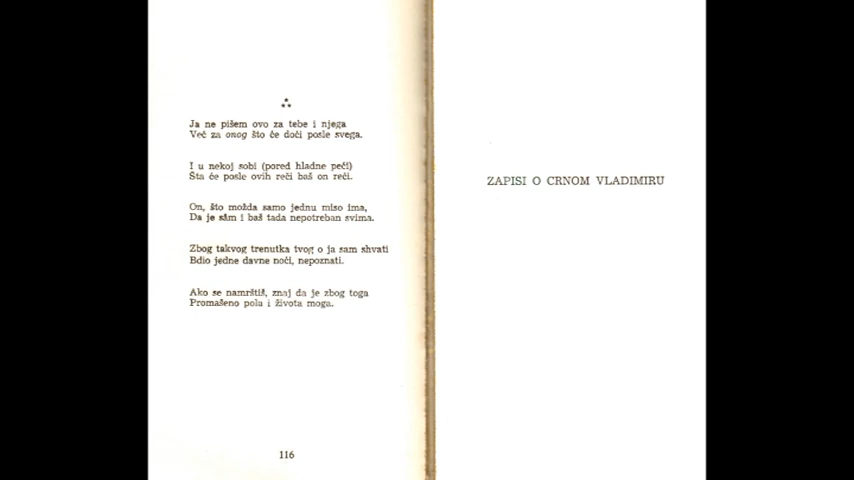 Ja ne pišem ovo za tebe i njega
Već za onog što će doći posle svega.
I u nekoj sobi (pored hladne peći)
Šta će posle ovih reči baš on reći.
On, što možda samo jednu miso ima,
Da je sâm i baš tada nepotreban svima.
Zbog takvog trenutka tvog o ja sam shvati
Bdio jedne davne noći, nepoznati.
Ako se namrštiš, znaj da je zbog toga
Promašeno pola i života moga.
116
ZAPISI O CRNOM VLADIMIRU